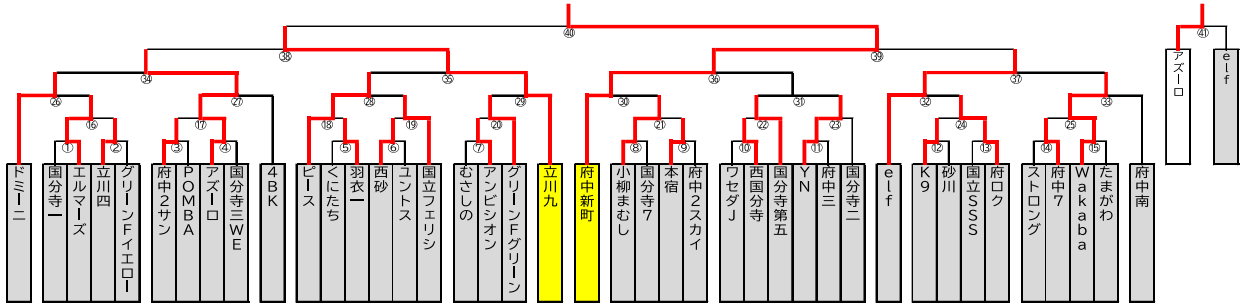 ㊵
㊶
㊳
㊴
㉞
㉟
㊱
㊲
㉖
㉗
㉘
㉙
㉚
㉛
㉜
㉝
⑯
⑰
⑱
⑲
⑳
㉑
㉒
㉓
㉔
㉕
①
②
③
④
⑤
⑥
⑦
⑧
⑨
⑩
⑪
⑫
⑬
⑭
⑮
ドミーニ
国分寺一
エルマーズ
立川四
グリーンFイエロー
府中2サン
POMBA
アズーロ
国分寺三WE
4BK
ピース
くにたち
羽衣一
西砂
ユントス
国立フェリシ
むさしの
アンビシオン
グリーンFグリーン
立川九
府中新町
小柳まむし
国分寺7
本宿
府中2スカイ
ワセダJ
西国分寺
国分寺第五
YN
府中三
国分寺二
elf
K9
砂川
国立SSS
府ロク
ストロング
府中7
Wakaba
たまがわ
府中南
アズーロ
elf